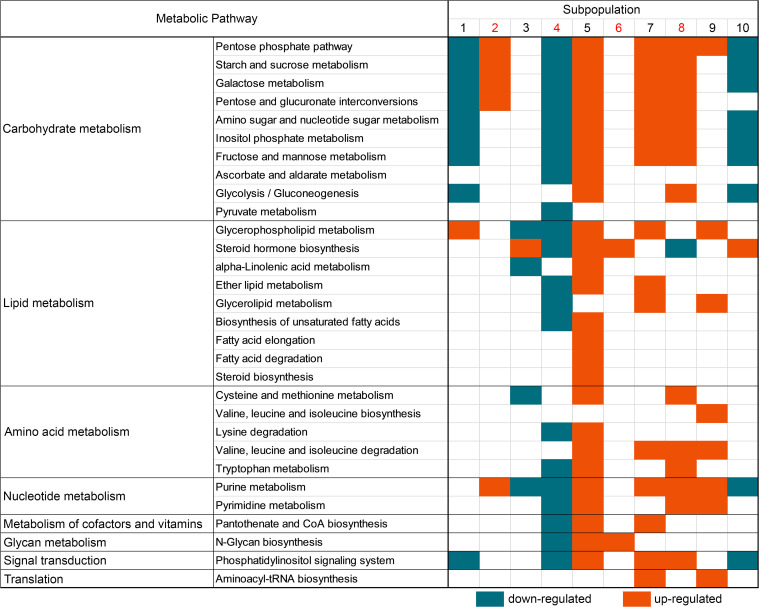 Metabolic Pathway
Subpopulation
1 2 3 4 5 6 7 8 9 10
Carbohydrate metabolism
Pentose phosphate pathway
Starch and sucrose metabolism
Galactose metabolism
Pentose and glucuronate interconversions
Amino sugar and nucleotide sugar metabolism
Inositol phosphate metabolism
Fructose and mannose metabolism
Ascorbate and aldarate metabolism
Glycolysis / Gluconeogenesis
Pyruvate metabolism
Lipid metabolism
Glycerophospholipid metabolism
Steroid hormone biosynthesis
alpha-Linolenic acid metabolism
Ether lipid metabolism
Glycerolipid metabolism
Biosynthesis of unsaturated fatty acids
Fatty acid elongation
Fatty acid degradation
Steroid biosynthesis
Amino acid metabolism
Cysteine and methionine metabolism
Valine, leucine and isoleucine biosynthesis
Lysine degradation
Valine, leucine and isoleucine degradation
Tryptophan metabolism
Nucleotide metabolism
Purine metabolism
Pyrimidine metabolism
Metabolism of cofactors and vitamins
Pantothenate and CoA biosynthesis
Glycan metabolism
N-Glycan biosynthesis
Signal transduction
Phosphatidylinositol signaling system
Translation
Aminoacyl-tRNA biosynthesis
down-regulated
up-regulated